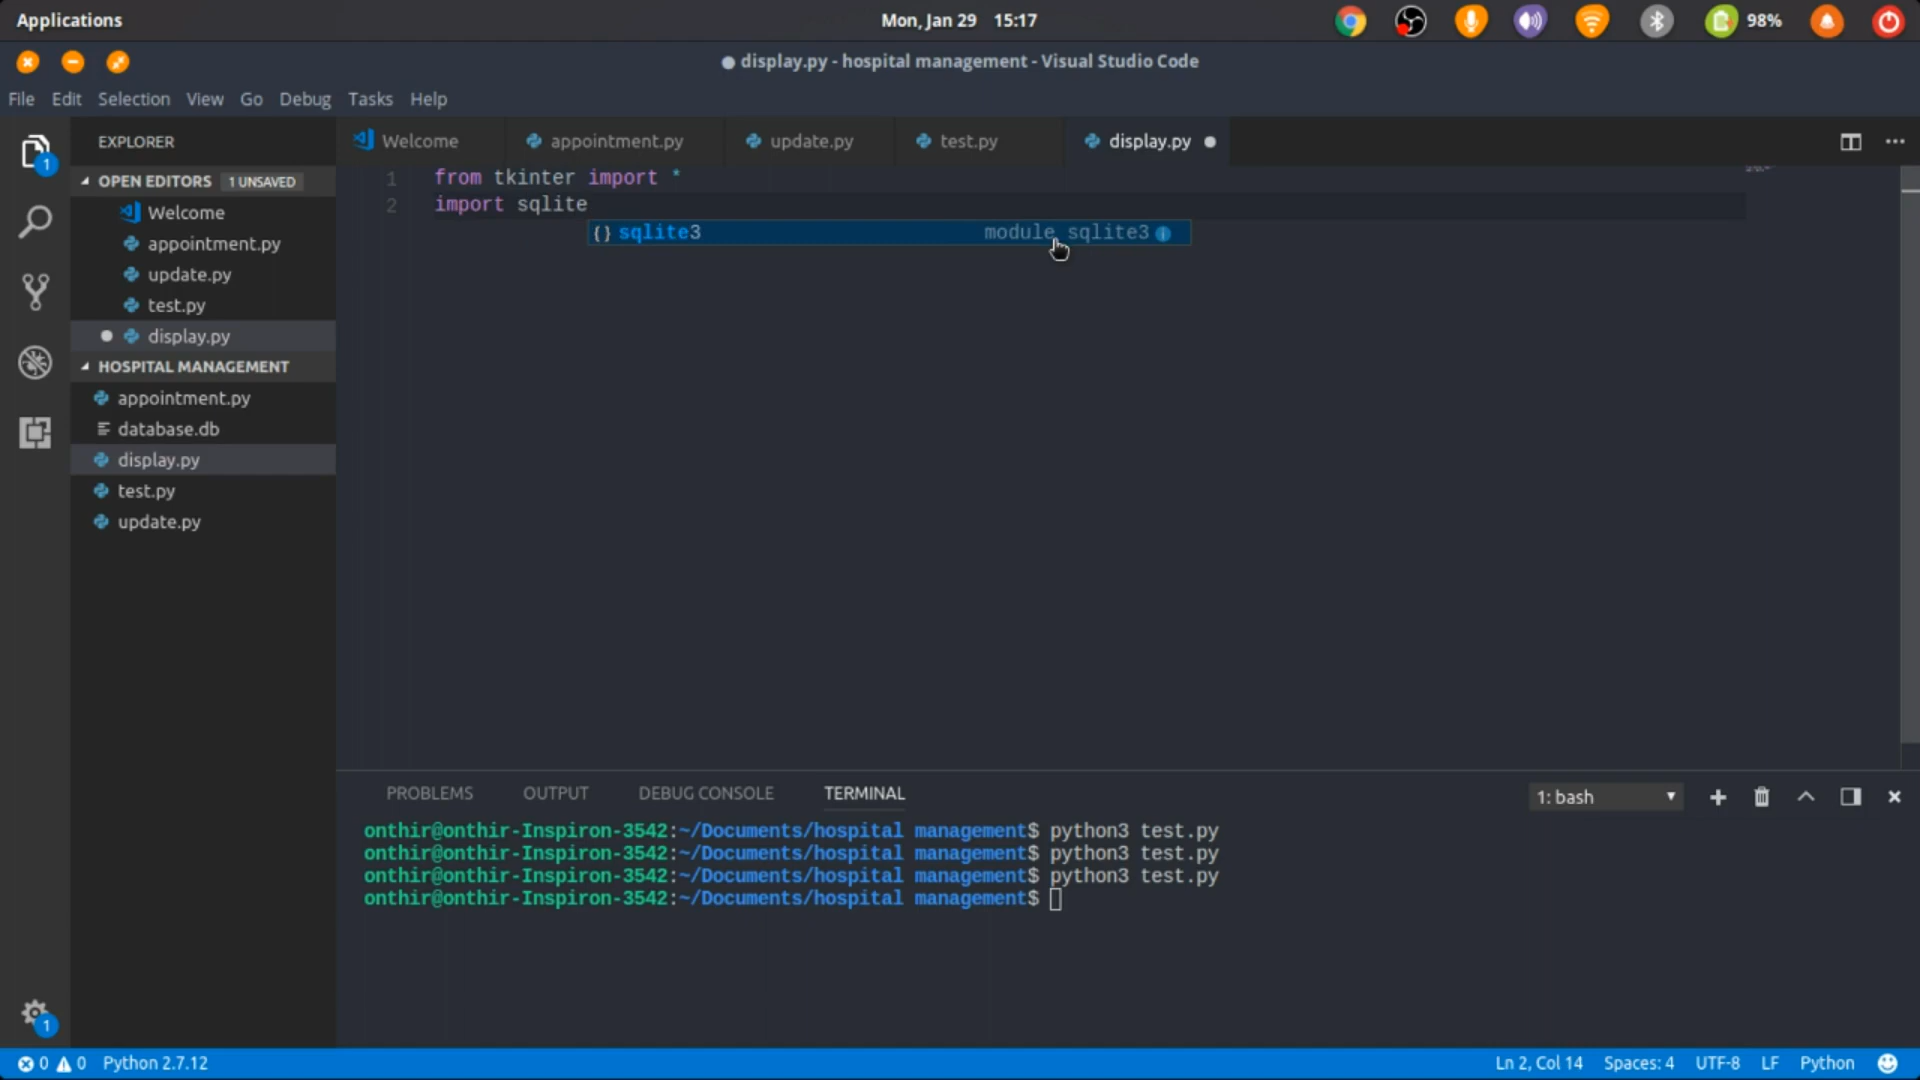 Applications
Mon, Jan 29 15:17
98%
● display.py - hospital management - Visual Studio Code
File Edit Selection View Go Debug Tasks Help
EXPLORER
Welcome appointment.py update.py test.py display.py
OPEN EDITORS 1 UNSAVED
Welcome
appointment.py
update.py
test.py
display.py
HOSPITAL MANAGEMENT
appointment.py
database.db
display.py
test.py
update.py
1 from tkinter import *
2 import sqlite
{} sqlite3 module sqlite3
PROBLEMS OUTPUT DEBUG CONSOLE TERMINAL
1: bash
onthir@onthir-Inspiron-3542:~/Documents/hospital management$ python3 test.py
onthir@onthir-Inspiron-3542:~/Documents/hospital management$ python3 test.py
onthir@onthir-Inspiron-3542:~/Documents/hospital management$ python3 test.py
onthir@onthir-Inspiron-3542:~/Documents/hospital management$
1
1
0 0 Python 2.7.12
Ln 2, Col 14 Spaces: 4 UTF-8 LF Python